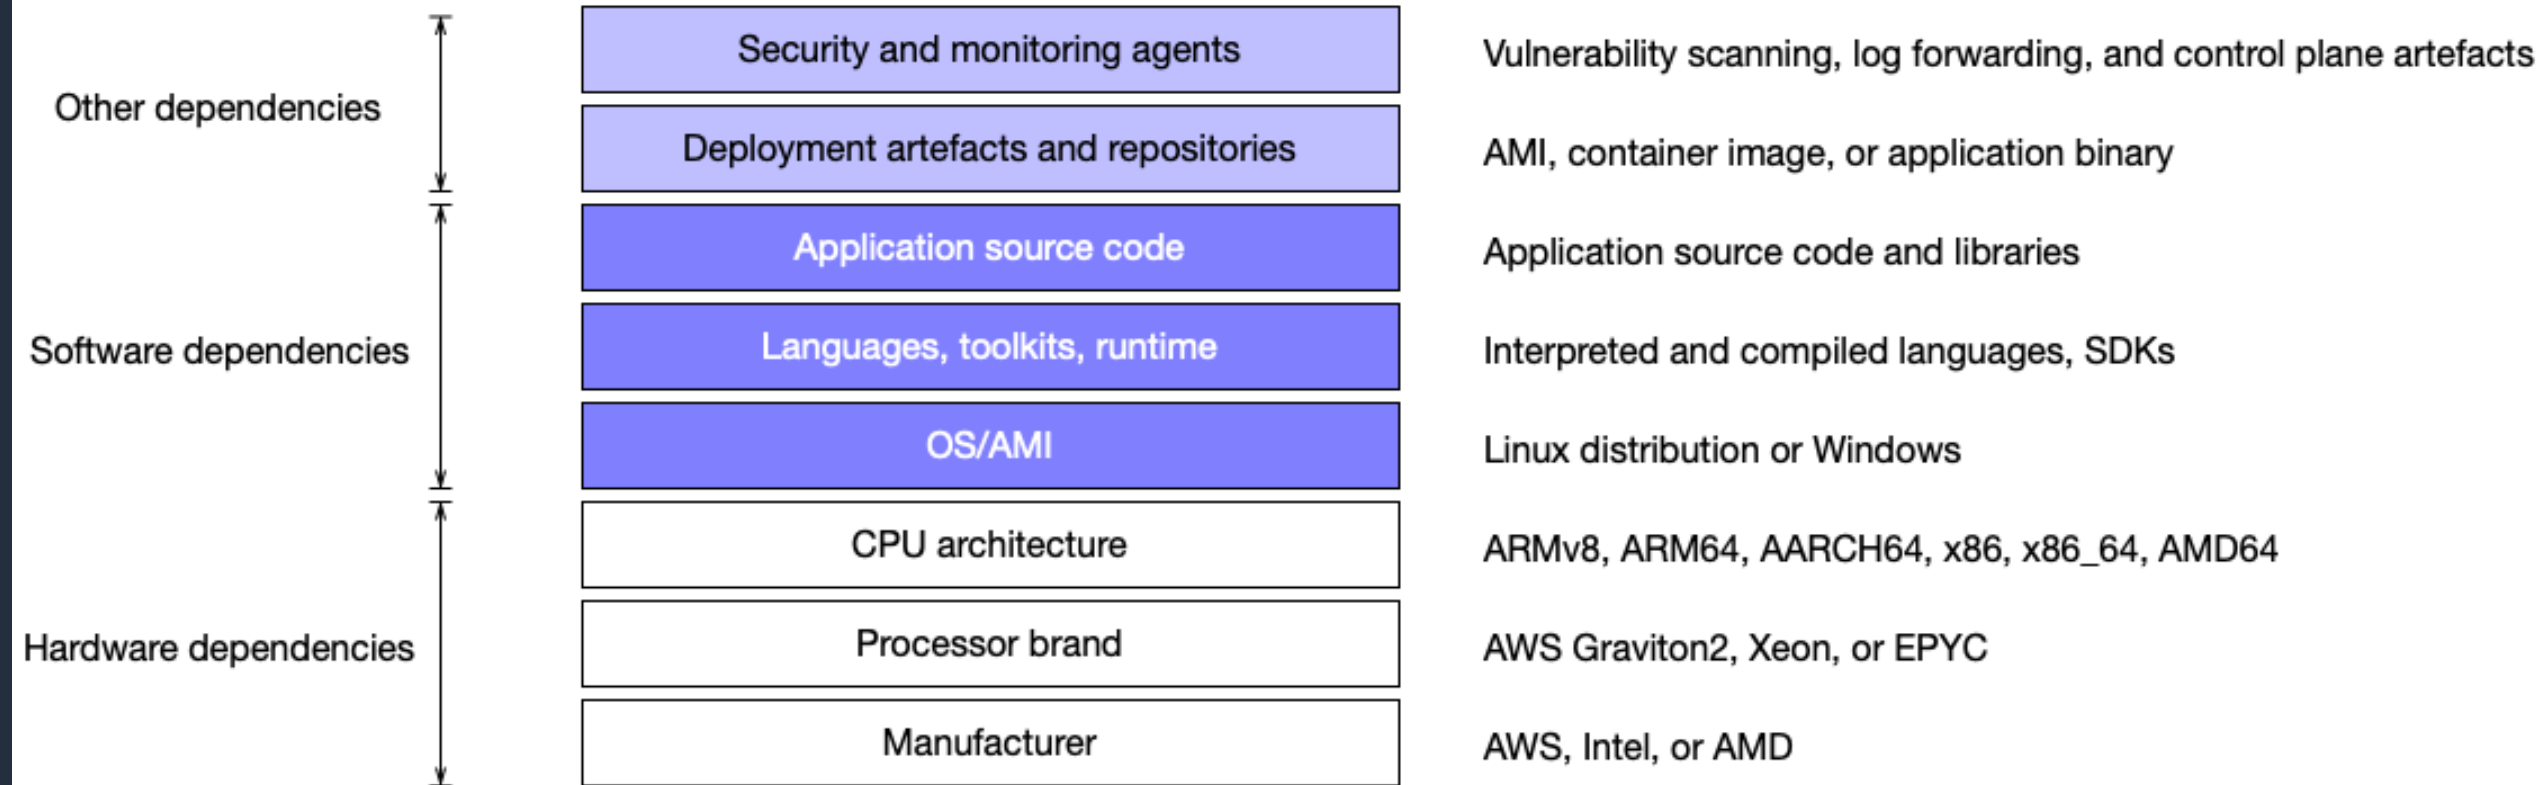 Security and monitoring agents
Vulnerability scanning, log forwarding, and control plane artefacts
Other dependencies
Deployment artefacts and repositories
AMI, container image, or application binary
Application source code
Application source code and libraries
Software dependencies
Languages, toolkits, runtime
Interpreted and compiled languages, SDKs
OS/AMI
Linux distribution or Windows
CPU architecture
ARMv8, ARM64, AARCH64, x86, x86_64, AMD64
Hardware dependencies
Processor brand
AWS Graviton2, Xeon, or EPYC
Manufacturer
AWS, Intel, or AMD